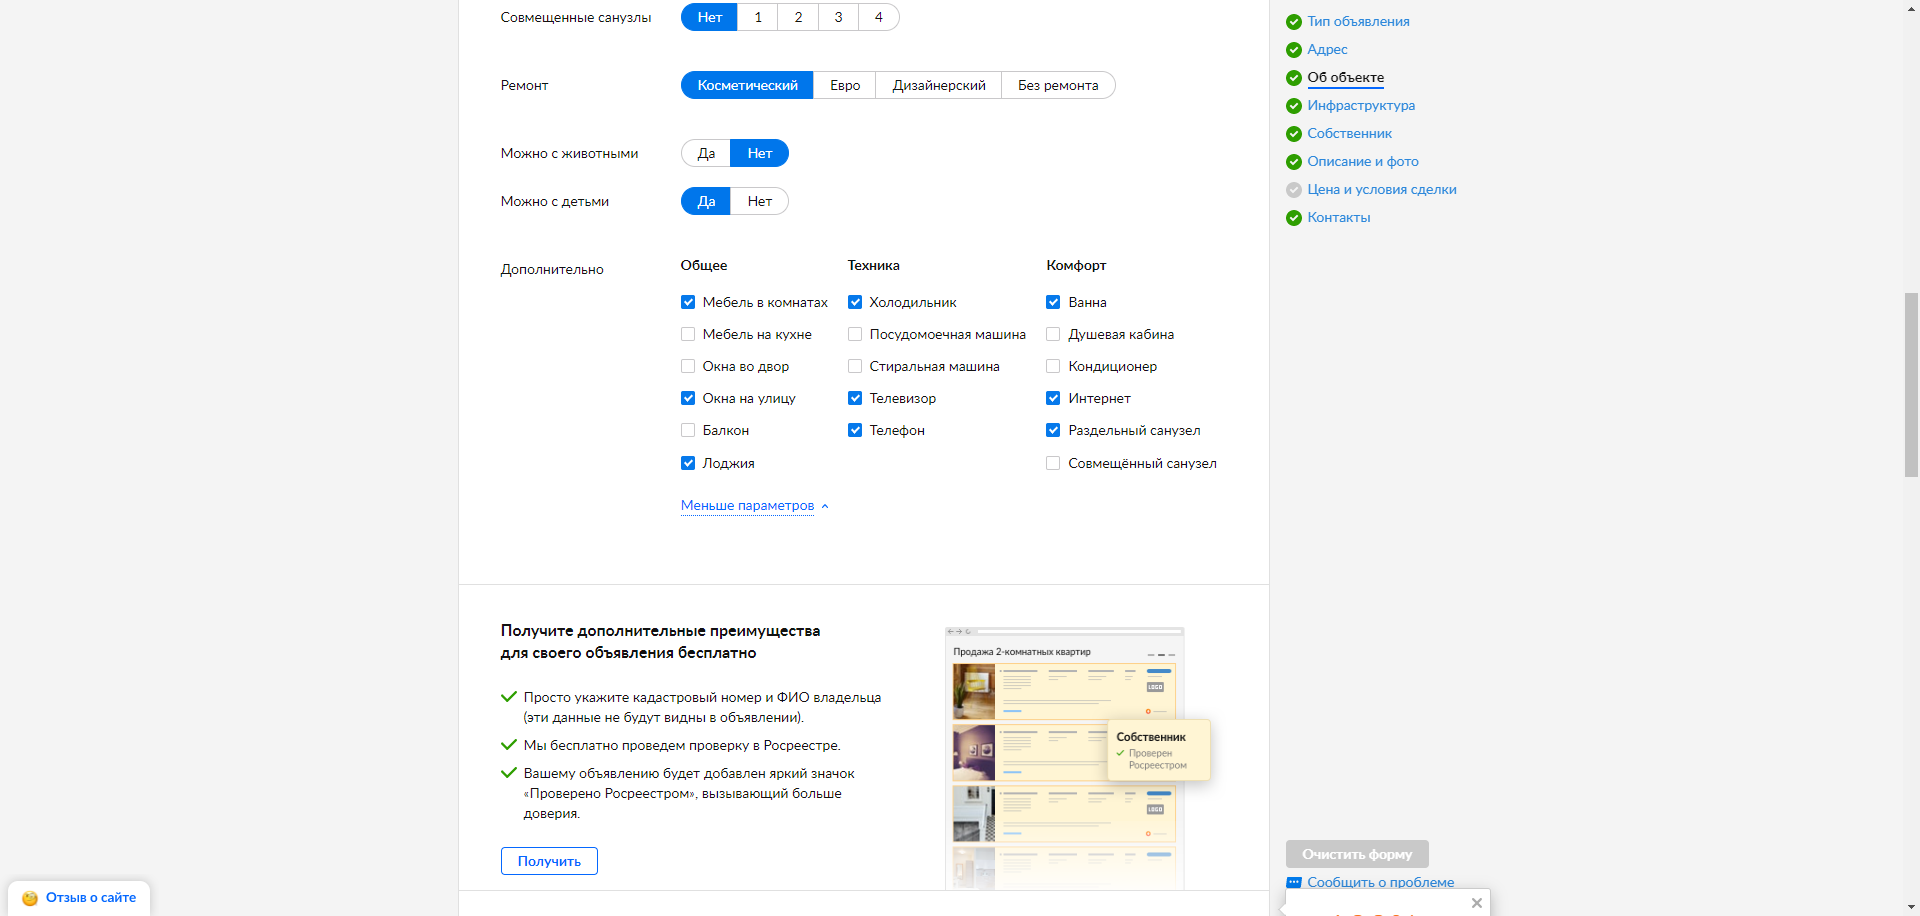 Совмещенные санузлы
Нет 1 2 3 4
Ремонт
Косметический Евро Дизайнерский Без ремонта
Можно с животными
Да Нет
Можно с детьми
Да Нет
Дополнительно
Общее
Мебель в комнатах
Мебель на кухне
Окна во двор
Окна на улицу
Балкон
Лоджия
Техника
Холодильник
Посудомоечная машина
Стиральная машина
Телевизор
Телефон
Комфорт
Ванна
Душевая кабина
Кондиционер
Интернет
Раздельный санузел
Совмещённый санузел
Меньше параметров
Получите дополнительные преимущества
для своего объявления бесплатно
Просто укажите кадастровый номер и ФИО владельца
(эти данные не будут видны в объявлении).
Мы бесплатно проведем проверку в Росреестре.
Вашему объявлению будет добавлен яркий значок
«Проверено Росреестром», вызывающий больше
доверия.
Получить
Продажа 2-комнатных квартир
LOGO
Собственник
Проверен
Росреестром
LOGO
Тип объявления
Адрес
Об объекте
Инфраструктура
Собственник
Описание и фото
Цена и условия сделки
Контакты
Очистить форму
Сообщить о проблеме
Отзыв о сайте